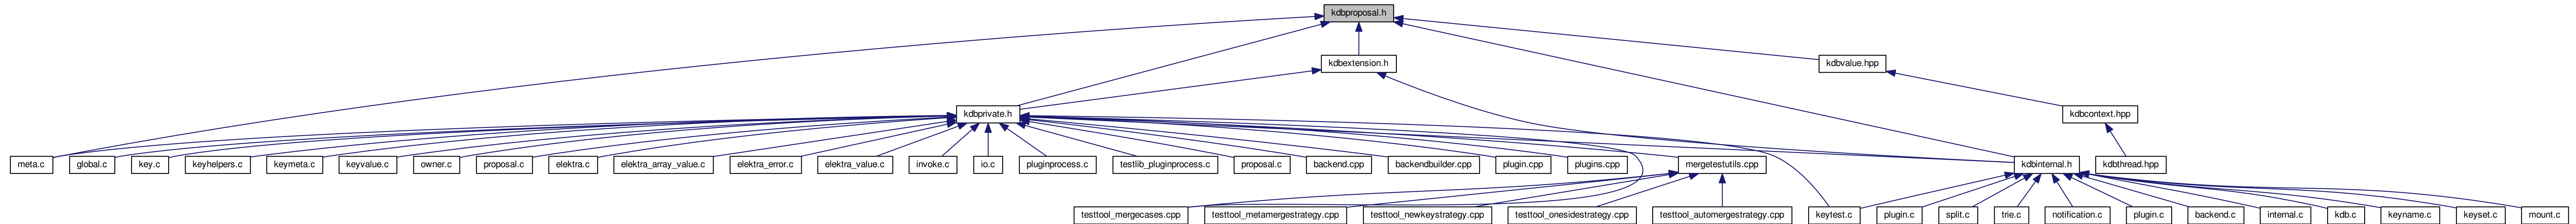 kdbproposal.h
kdbextension.h
kdbvalue.hpp
kdbprivate.h
kdbcontext.hpp
meta.c
global.c
key.c
keyhelpers.c
keymeta.c
keyvalue.c
owner.c
proposal.c
elektra.c
elektra_array_value.c
elektra_error.c
elektra_value.c
invoke.c
io.c
pluginprocess.c
testlib_pluginprocess.c
proposal.c
backend.cpp
backendbuilder.cpp
plugin.cpp
plugins.cpp
mergetestutils.cpp
kdbinternal.h
kdbthread.hpp
testtool_mergecases.cpp
testtool_metamergestrategy.cpp
testtool_newkeystrategy.cpp
testtool_onesidestrategy.cpp
testtool_automergestrategy.cpp
keytest.c
plugin.c
split.c
trie.c
notification.c
plugin.c
backend.c
internal.c
kdb.c
keyname.c
keyset.c
mount.c